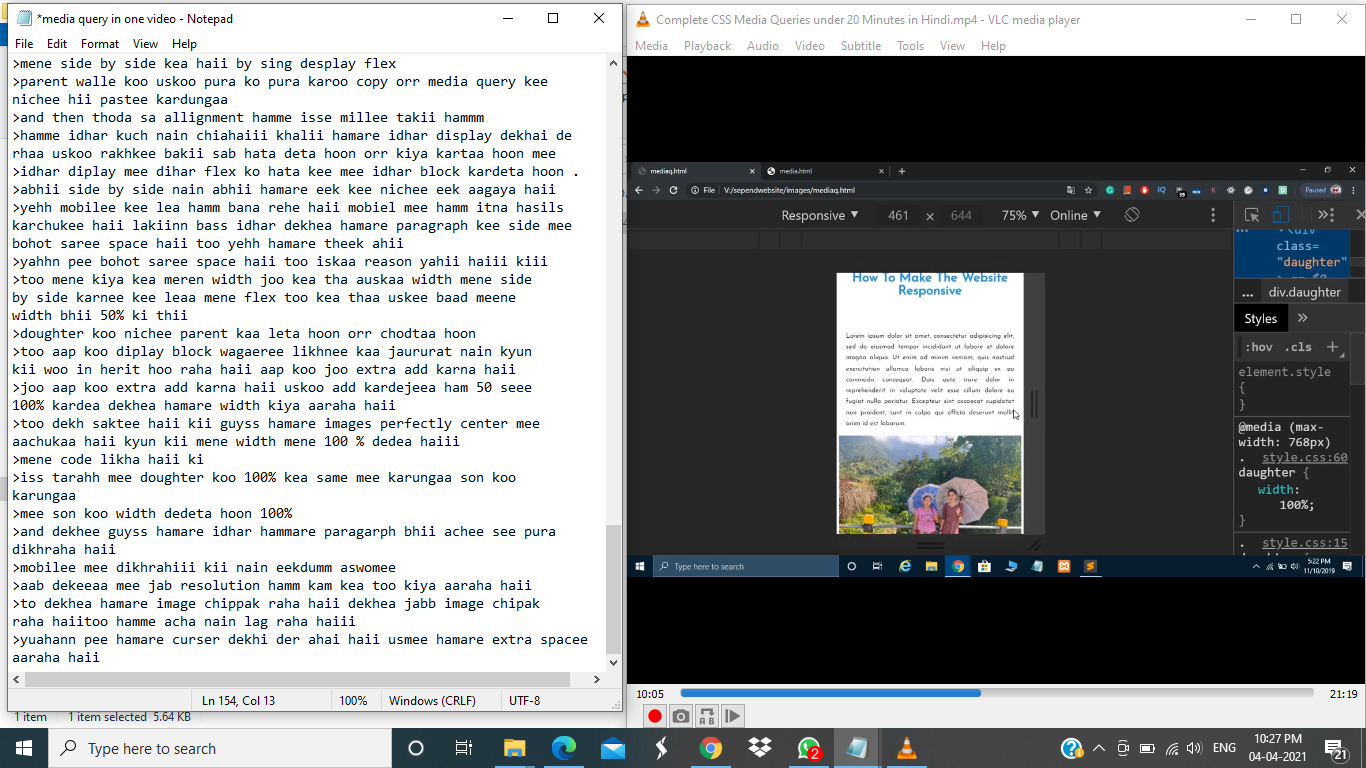 *media query in one video - Notepad
File Edit Format View Help
>mene side by side kea haii by sing desplay flex
>parent walle koo uskoo pura ko pura karoo copy orr media query kee
nichee hii pastee kardungaa
>and then thoda sa allignment hamme isse millee takii hammm
>hamme idhar kuch nain chiahaiii khalii hamare idhar display dekhai de
rhaa uskoo rakhkee bakii sab hata deta hoon orr kiya kartaa hoon mee
>idhar diplay mee dihar flex ko hata kee mee idhar block kardeta hoon .
>abhii side by side nain abhii hamare eek kee nichee eek aagaya haii
>yehh mobilee kee lea hamm bana rehe haii mobiel mee hamm itna hasils
karchukee haii lakiinn bass idhar dekhea hamare paragraph kee side mee
bohot saree space haii too yehh hamare theek ahii
>yahhn pee bohot saree space haii too iskaa reason yahii haiii kiii
>too mene kiya kea meren width joo kea tha auskaa width mene side
by side karnee kee leaa mene flex too kea thaa uskee baad meene
width bhii 50% ki thii
>doughter koo nichee parent kaa leta hoon orr chodtaa hoon
>too aap koo diplay block wagaeree likhnee kaa jaururat nain kyun
kii woo in herit hoo raha haii aap koo joo extra add karna haii
>joo aap koo extra add karna haii uskoo add kardejeea ham 50 seee
100% kardea dekhea hamare width kiya aaraha haii
>too dekh saktee haii kii guyss hamare images perfectly center mee
aachukaa haii kyun kii mene width mene 100 % dedea haiii
>mene code likha haii ki
>iss tarahh mee doughter koo 100% kea same mee karungaa son koo
karungaa
>mee son koo width dedeta hoon 100%
>and dekhee guyss hamare idhar hammare paragarph bhii achee see pura
dikhraha haii
>mobilee mee dikhrahiii kii nain eekdumm aswomee
>aab dekeeaa mee jab resolution hamm kam kea too kiya aaraha haii
>to dekhea hamare image chippak raha haii dekhea jabb image chipak
raha haiitoo hamme acha nain lag raha haiii
>yuahann pee hamare curser dekhi der ahai haii usmee hamare extra spacee
aaraha haii
Ln 154, Col 13 100% Windows (CRLF) UTF-8
1 item 1 item selected 5.64 KB
Complete CSS Media Queries under 20 Minutes in Hindi.mp4 - VLC media player
Media Playback Audio Video Subtitle Tools View Help
mediaq.html media.html
File V:/sependwebsite/images/mediaq.html Paused
Responsive 461 × 644 75% Online
<div
class=
"daughter"
... div.daughter
Styles
:hov .cls +
element.style
{
}
@media (max-
width: 768px)
. style.css:60
daughter {
width:
100%;
}
. style.css:15
How To Make The Website
Responsive
Lorem ipsum dolor sit amet, consectetur adipisicing elit,
sed do eiusmod tempor incididunt ut labore et dolore
magna aliqua. Ut enim ad minim veniam, quis nostrud
exercitation ullamco laboris nisi ut aliquip ex ea
commodo consequat. Duis aute irure dolor in
reprehenderit in voluptate velit esse cillum dolore eu
fugiat nulla pariatur. Excepteur sint occaecat cupidatat
non proident, sunt in culpa qui officia deserunt mollit
anim id est laborum.
Type here to search
5:22 PM
11/10/2019
10:05 21:19
Type here to search
2
ENG
10:27 PM
04-04-2021
21